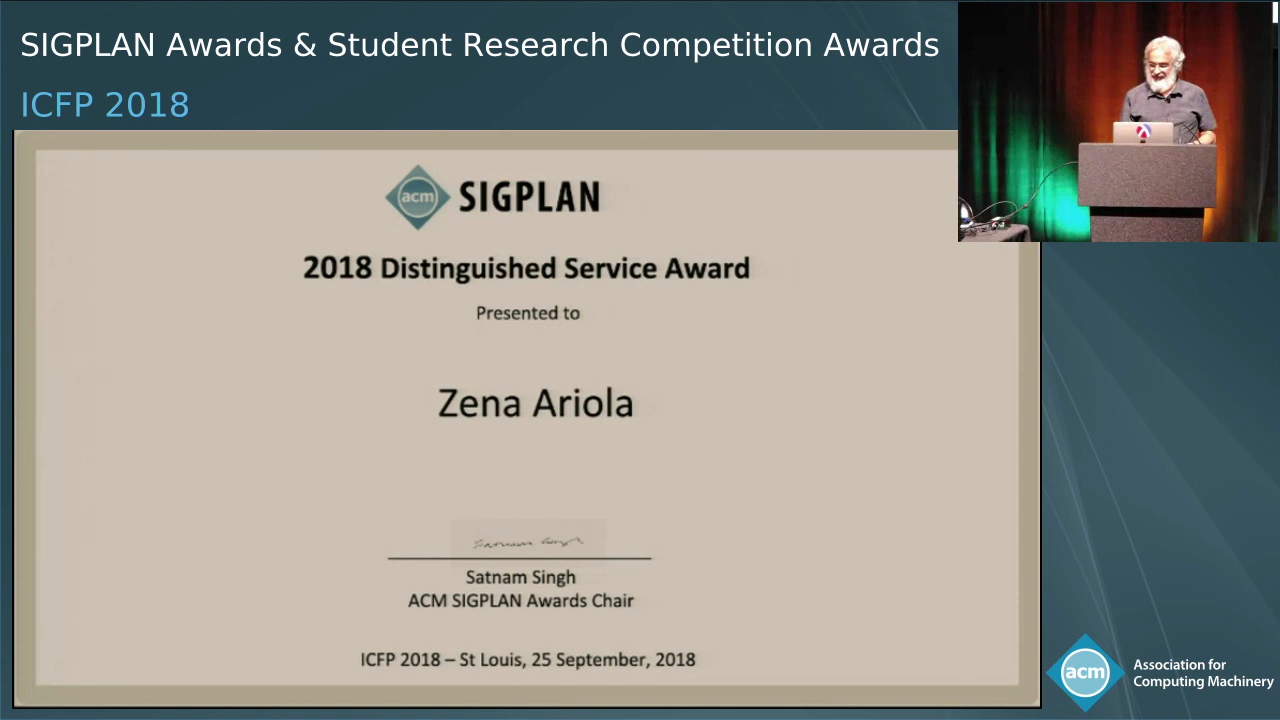 SIGPLAN Awards & Student Research Competition Awards
ICFP 2018
acm SIGPLAN
2018 Distinguished Service Award
Presented to
Zena Ariola
Satnam Singh
ACM SIGPLAN Awards Chair
ICFP 2018 – St Louis, 25 September, 2018
acm
Association for
Computing Machinery